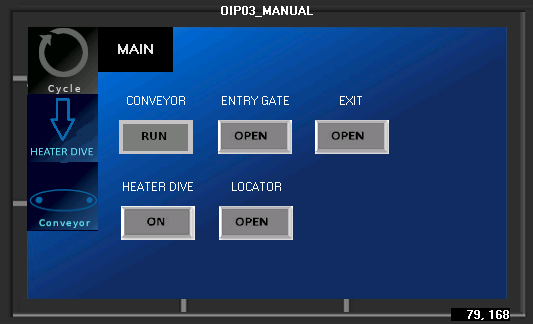 OIP03_MANUAL
MAIN
Cycle
CONVEYOR ENTRY GATE EXIT
RUN OPEN OPEN
HEATER DIVE
HEATER DIVE LOCATOR
ON OPEN
Conveyor
79, 168